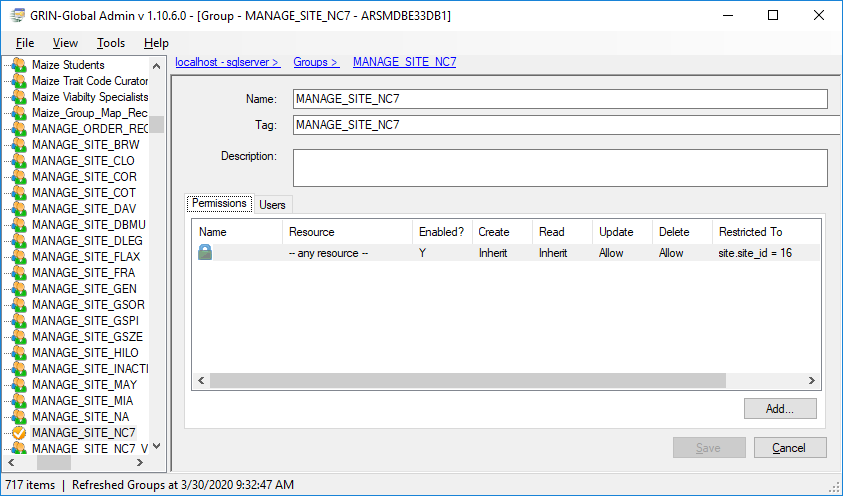 GRIN-Global Admin v 1.10.6.0 - [Group - MANAGE_SITE_NC7 - ARSMDBE33DB1]
File View Tools Help
Maize Students
Maize Trait Code Curator
Maize Viabilty Specialists
Maize_Group_Map_Rec
MANAGE_ORDER_REC
MANAGE_SITE_BRW
MANAGE_SITE_CLO
MANAGE_SITE_COR
MANAGE_SITE_COT
MANAGE_SITE_DAV
MANAGE_SITE_DBMU
MANAGE_SITE_DLEG
MANAGE_SITE_FLAX
MANAGE_SITE_FRA
MANAGE_SITE_GEN
MANAGE_SITE_GSOR
MANAGE_SITE_GSPI
MANAGE_SITE_GSZE
MANAGE_SITE_HILO
MANAGE_SITE_INACTI
MANAGE_SITE_MAY
MANAGE_SITE_MIA
MANAGE_SITE_NA
MANAGE_SITE_NC7
MANAGE_SITE_NC7_V
localhost - sqlserver > Groups > MANAGE_SITE_NC7
Name: MANAGE_SITE_NC7
Tag: MANAGE_SITE_NC7
Description:
Permissions Users
Name Resource Enabled? Create Read Update Delete Restricted To
-- any resource -- Y Inherit Inherit Allow Allow site.site_id = 16
Add...
Save Cancel
717 items | Refreshed Groups at 3/30/2020 9:32:47 AM